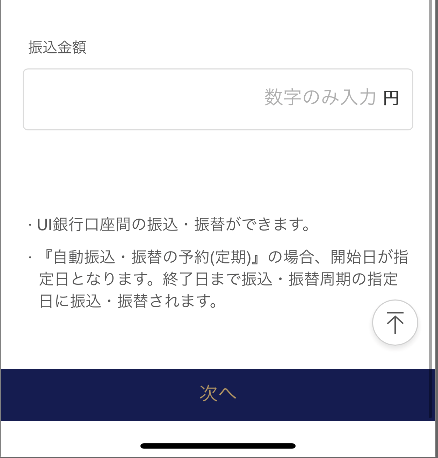 振込金額
数字のみ入力 円
· UI銀行口座間の振込・振替ができます。
· 『自動振込・振替の予約(定期)』の場合、開始日が指
定日となります。終了日まで振込・振替周期の指定
日に振込・振替されます。
次へ